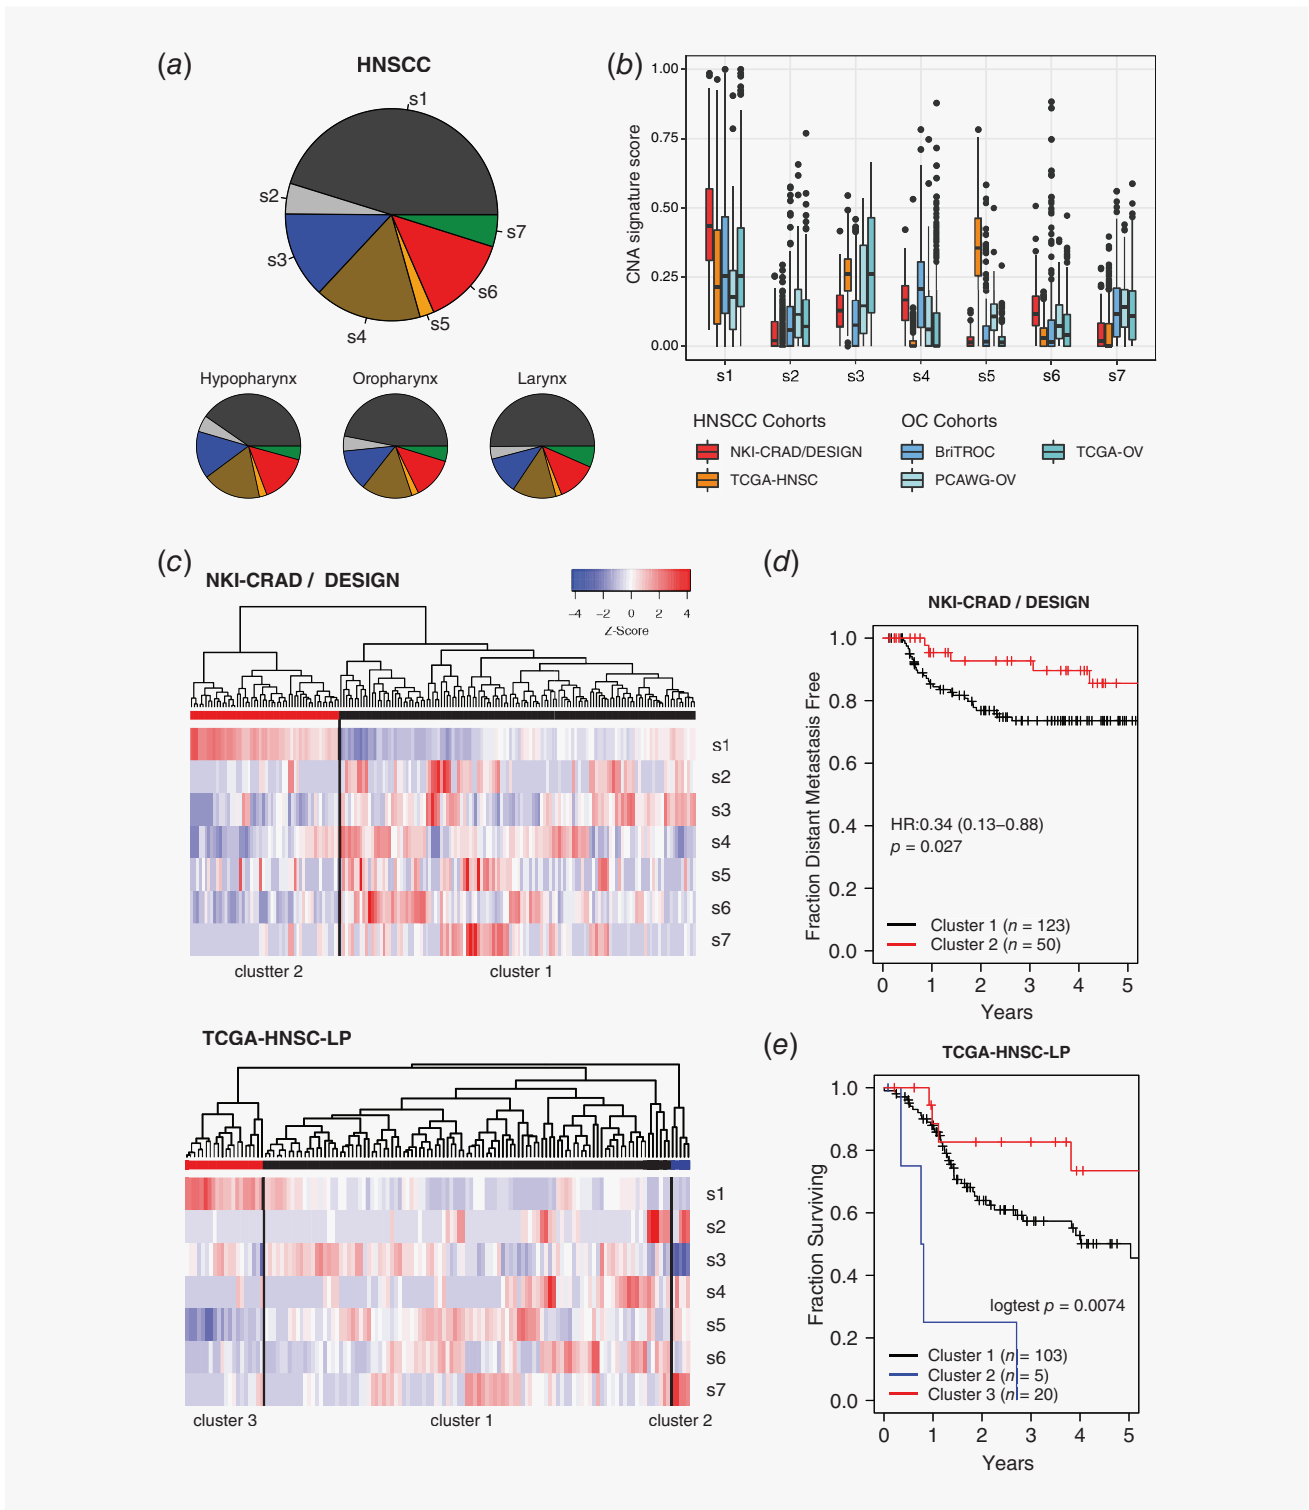 (a)
HNSCC
s1
s2
s3
s4
s5
s6
s7
Hypopharynx
Oropharynx
Larynx
(b)
CNA signature score
1.00
0.75
0.50
0.25
0.00
s1 s2 s3 s4 s5 s6 s7
HNSCC Cohorts
NKI-CRAD/DESIGN
TCGA-HNSC
OC Cohorts
BriTROC
PCAWG-OV
TCGA-OV
(c)
NKI-CRAD / DESIGN
−4 −2 0 2 4
Z-Score
s1
s2
s3
s4
s5
s6
s7
clustter 2 cluster 1
TCGA-HNSC-LP
s1
s2
s3
s4
s5
s6
s7
cluster 3 cluster 1 cluster 2
(d)
NKI-CRAD / DESIGN
Fraction Distant Metastasis Free
1.0
0.8
0.6
0.4
0.2
0.0
HR:0.34 (0.13–0.88)
p = 0.027
Cluster 1 (n = 123)
Cluster 2 (n = 50)
0 1 2 3 4 5
Years
(e)
TCGA-HNSC-LP
Fraction Surviving
1.0
0.8
0.6
0.4
0.2
0.0
logtest p = 0.0074
Cluster 1 (n = 103)
Cluster 2 (n = 5)
Cluster 3 (n = 20)
0 1 2 3 4 5
Years